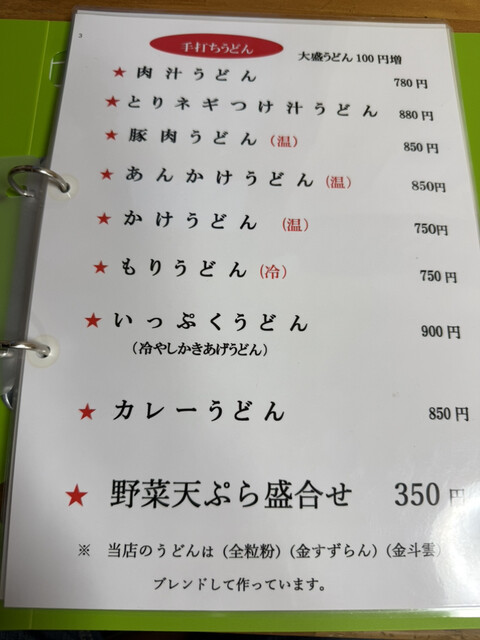 3
手打ちうどん
大盛うどん100円増
★肉汁うどん 780円
★とりネギつけ汁うどん 880円
★豚肉うどん(温) 850円
★あんかけうどん(温) 850円
★かけうどん (温) 750円
★もりうどん(冷) 750円
★いっぷくうどん 900円
(冷やしかきあげうどん)
★カレーうどん 850円
★野菜天ぷら盛合せ 350円
※ 当店のうどんは(全粒粉)(金すずらん)(金斗雲)
ブレンドして作っています。